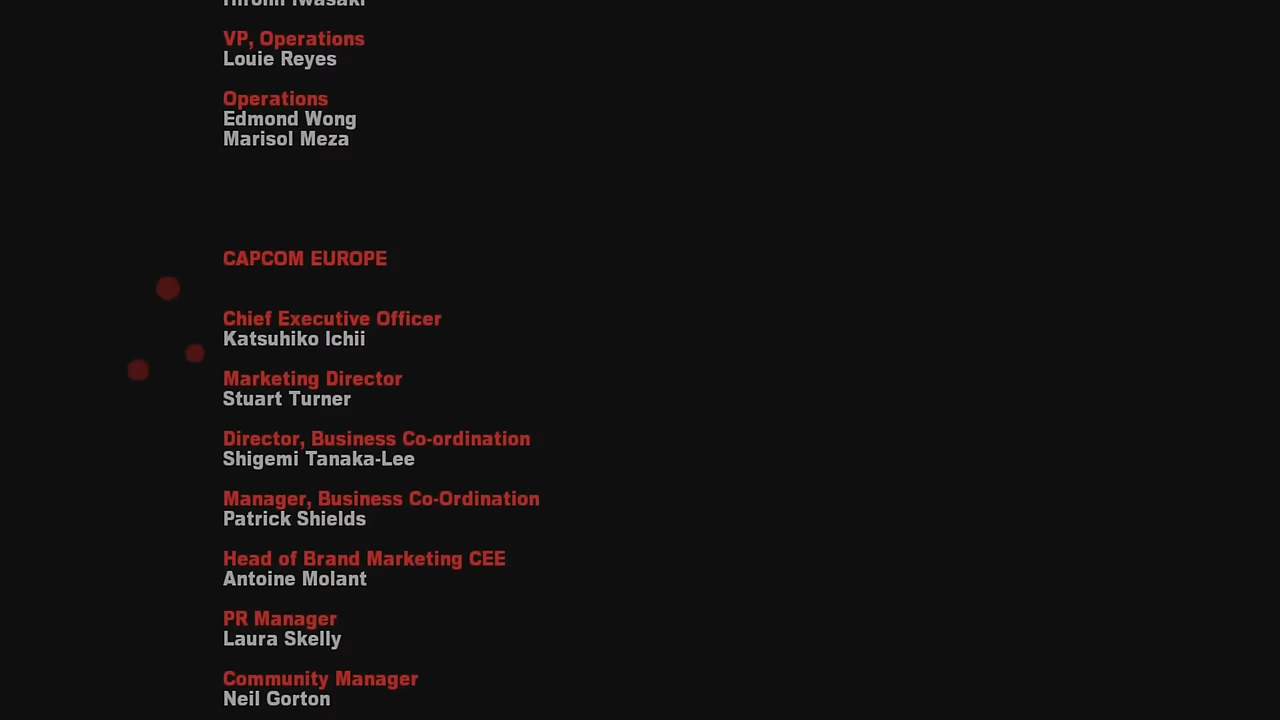 Hiromi Iwasaki
VP, Operations
Louie Reyes
Operations
Edmond Wong
Marisol Meza
CAPCOM EUROPE
Chief Executive Officer
Katsuhiko Ichii
Marketing Director
Stuart Turner
Director, Business Co-ordination
Shigemi Tanaka-Lee
Manager, Business Co-Ordination
Patrick Shields
Head of Brand Marketing CEE
Antoine Molant
PR Manager
Laura Skelly
Community Manager
Neil Gorton